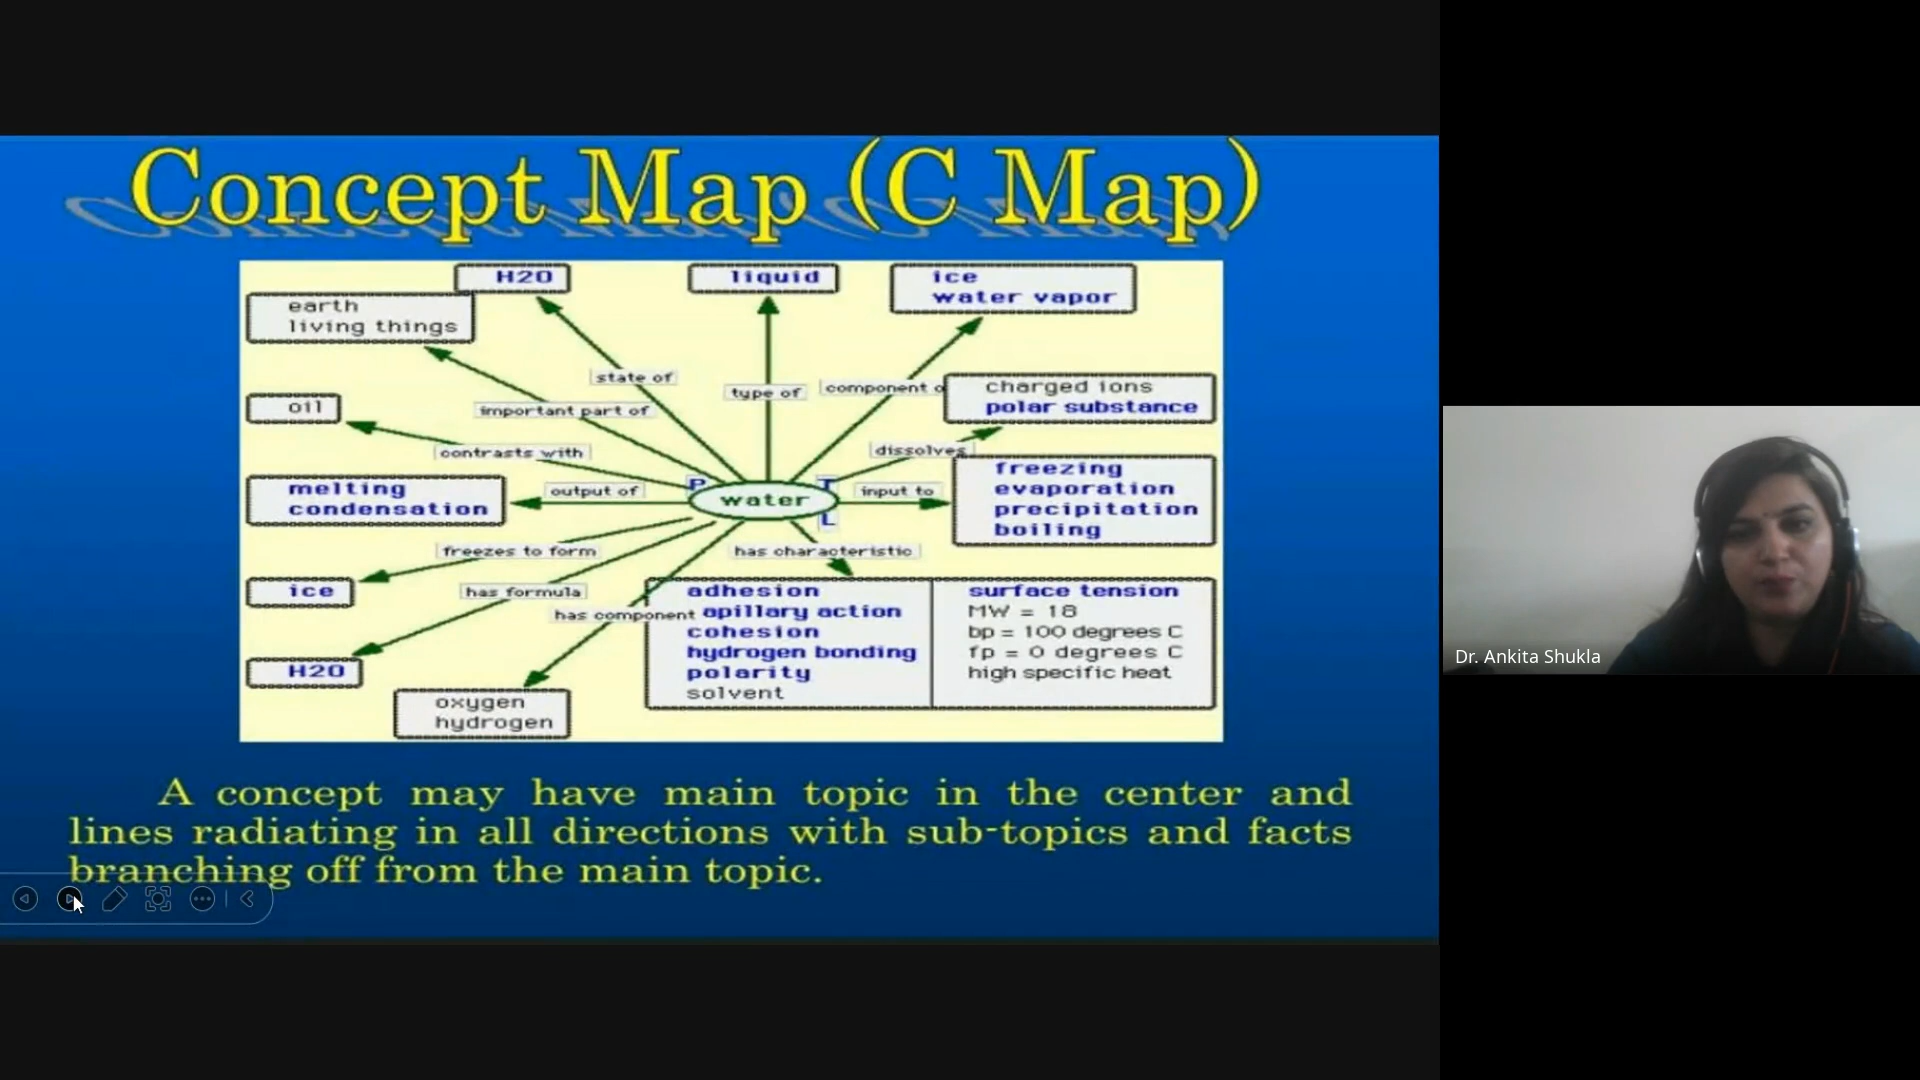 Concept Map (C Map)
H2O
liquid
ice
water vapor
earth
living things
state of
type of
component o
charged ions
polar substance
oil
important part of
contrasts with
dissolves
melting
condensation
output of
P
water
T
L
input to
freezing
evaporation
precipitation
boiling
freezes to form
has characteristic
ice
has formula
has component
adhesion
apillary action
cohesion
hydrogen bonding
polarity
solvent
surface tension
MW = 18
bp = 100 degrees C
fp = 0 degrees C
high specific heat
H2O
oxygen
hydrogen
A concept may have main topic in the center and
lines radiating in all directions with sub-topics and facts
branching off from the main topic.
Dr. Ankita Shukla